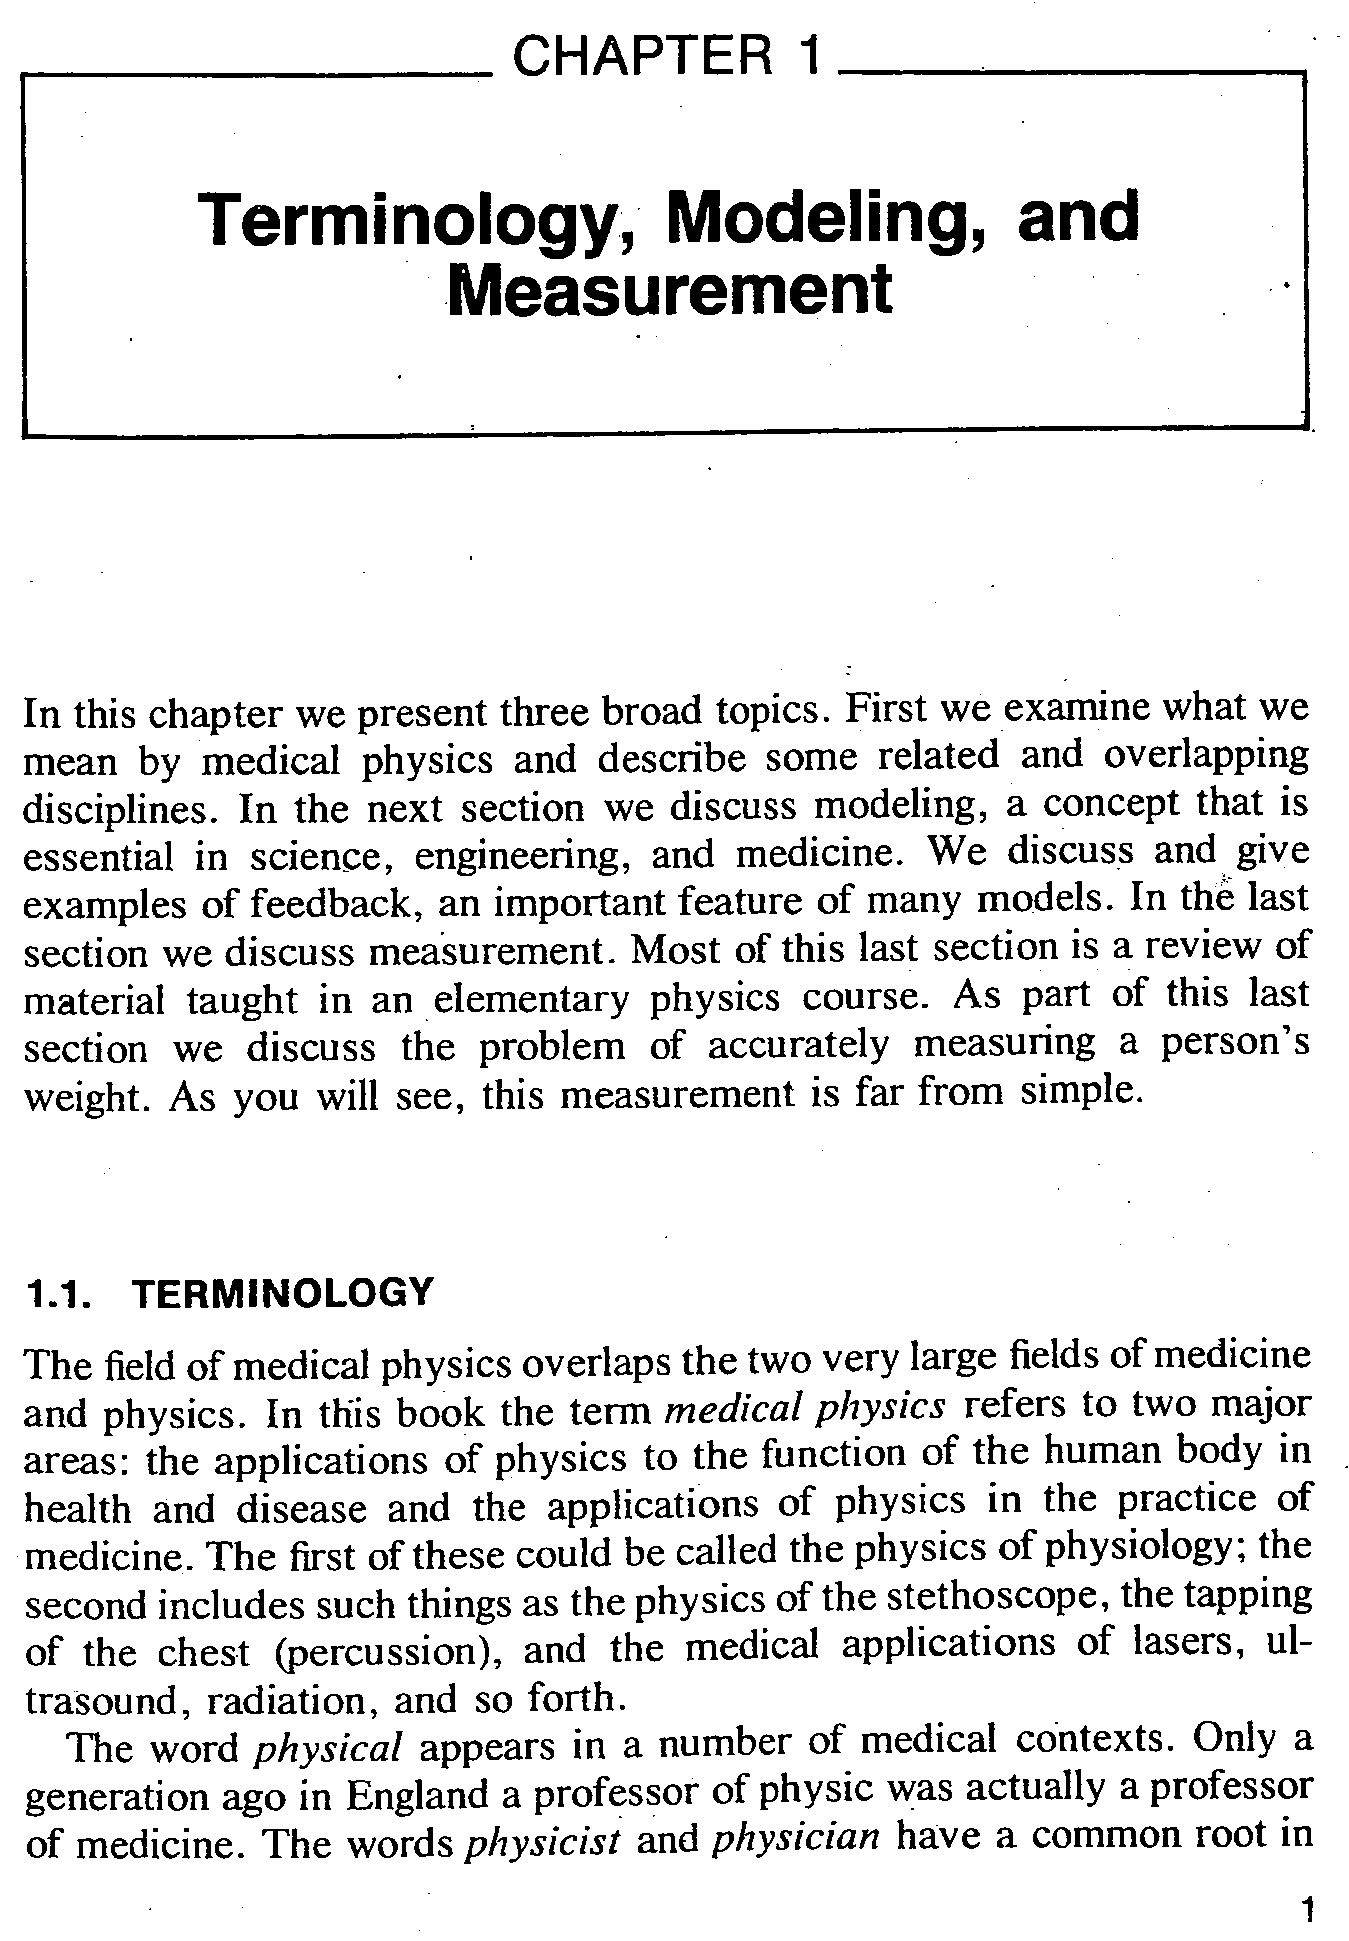 CHAPTER 1
Terminology, Modeling, and
Measurement
In this chapter we present three broad topics. First we examine what we
mean by medical physics and describe some related and overlapping
disciplines. In the next section we discuss modeling, a concept that is
essential in science, engineering, and medicine. We discuss and give
examples of feedback, an important feature of many models. In the last
section we discuss measurement. Most of this last section is a review of
material taught in an elementary physics course. As part of this last
section we discuss the problem of accurately measuring a person's
weight. As you will see, this measurement is far from simple.
1.1. TERMINOLOGY
The field of medical physics overlaps the two very large fields of medicine
and physics. In this book the term medical physics refers to two major
areas: the applications of physics to the function of the human body in
health and disease and the applications of physics in the practice of
medicine. The first of these could be called the physics of physiology; the
second includes such things as the physics of the stethoscope, the tapping
of the chest (percussion), and the medical applications of lasers, ul-
trasound, radiation, and so forth.
The word physical appears in a number of medical contexts. Only a
generation ago in England a professor of physic was actually a professor
of medicine. The words physicist and physician have a common root in
1